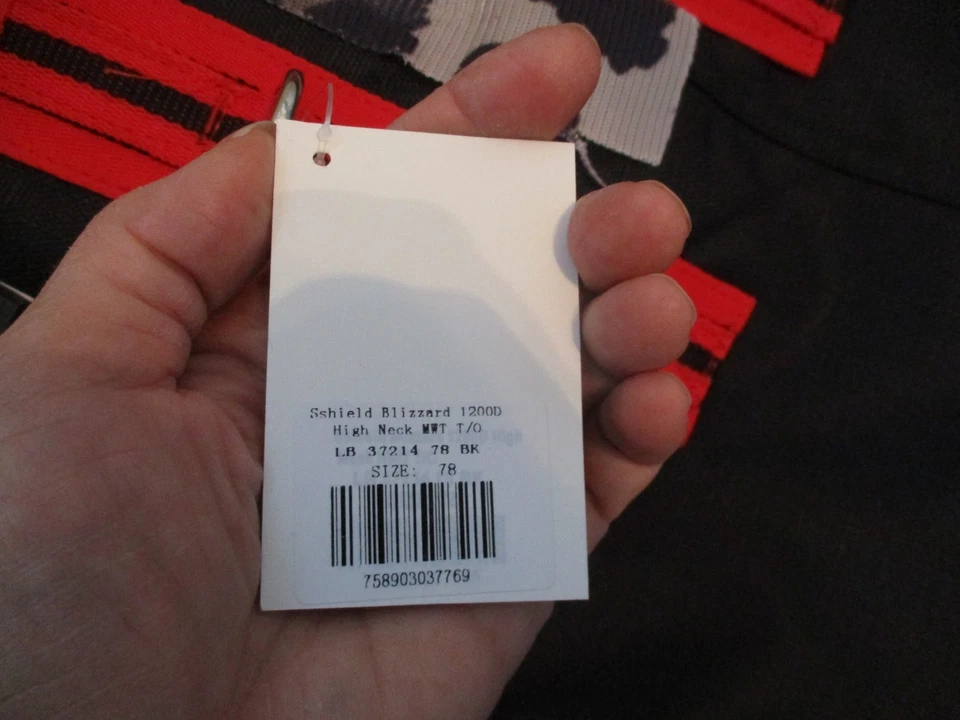 Sshield Blizzard 1200D
High Neck MWT T/O
LB 37214 78 BK
SIZE: 78
758903037769